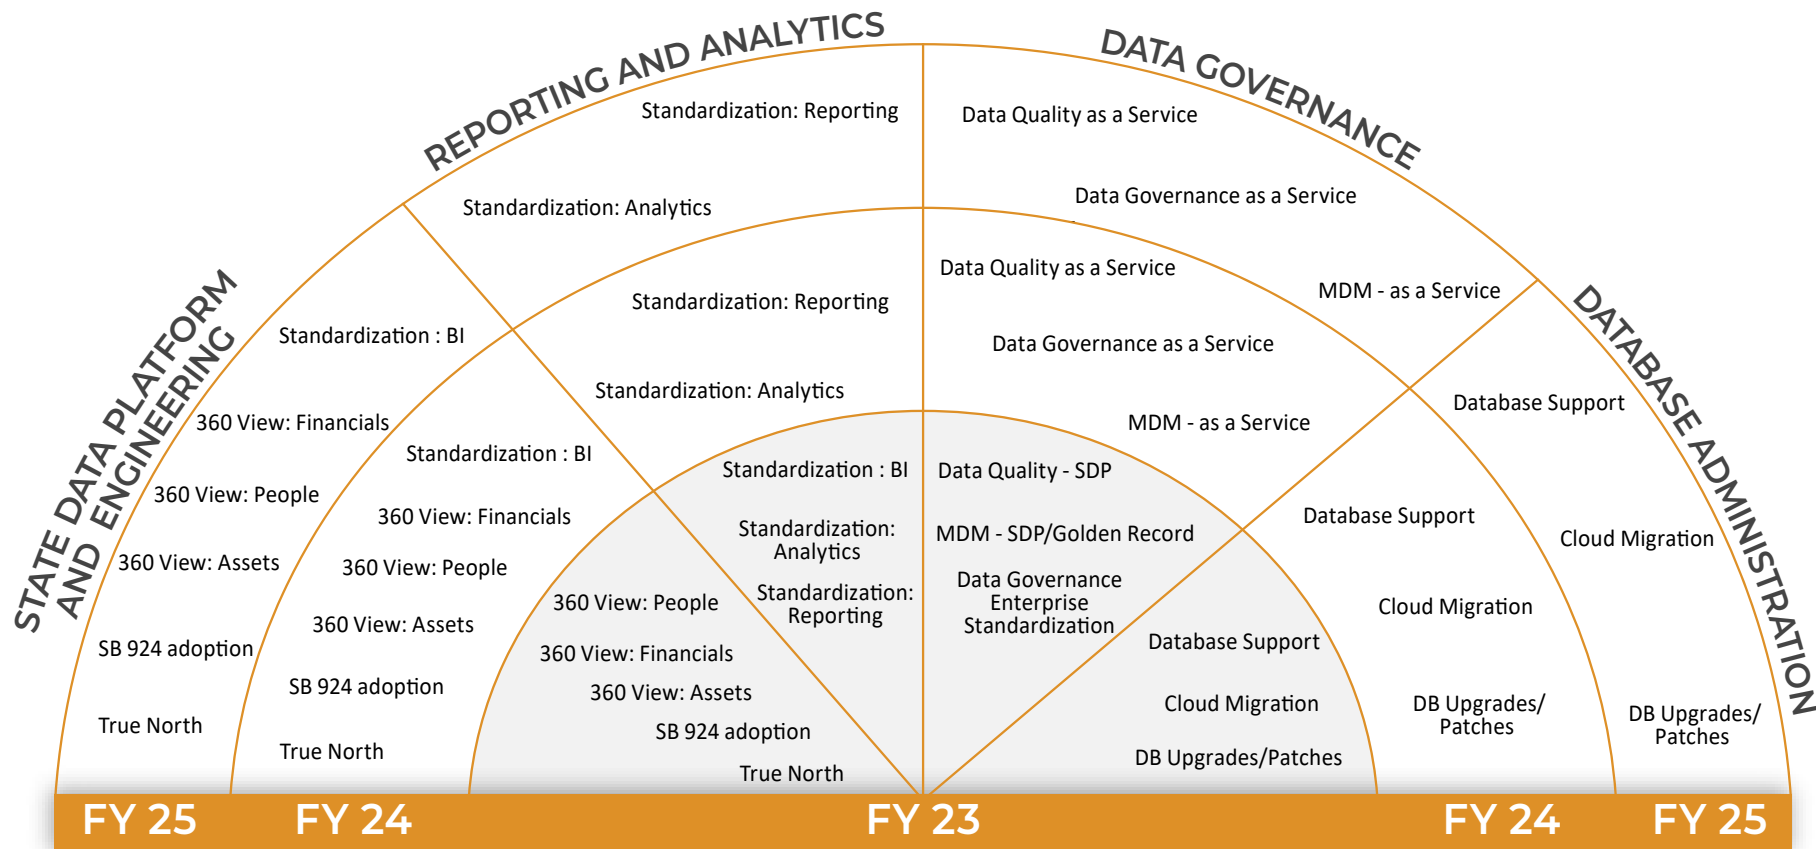 STATE DATA PLATFORM
AND ENGINEERING
REPORTING AND ANALYTICS
DATA GOVERNANCE
DATABASE ADMINISTRATION
Standardization : BI
360 View: Financials
360 View: People
360 View: Assets
SB 924 adoption
True North
Standardization : BI
360 View: Financials
360 View: People
360 View: Assets
SB 924 adoption
True North
360 View: People
360 View: Financials
360 View: Assets
SB 924 adoption
True North
Standardization: Reporting
Standardization: Analytics
Standardization: Reporting
Standardization: Analytics
Standardization : BI
Standardization:
Analytics
Standardization:
Reporting
Data Quality as a Service
Data Governance as a Service
MDM - as a Service
Data Quality as a Service
Data Governance as a Service
MDM - as a Service
Data Quality - SDP
MDM - SDP/Golden Record
Data Governance
Enterprise
Standardization
Database Support
Cloud Migration
DB Upgrades/Patches
Database Support
Cloud Migration
DB Upgrades/
Patches
Database Support
Cloud Migration
DB Upgrades/
Patches
FY 25
FY 24
FY 23
FY 24
FY 25